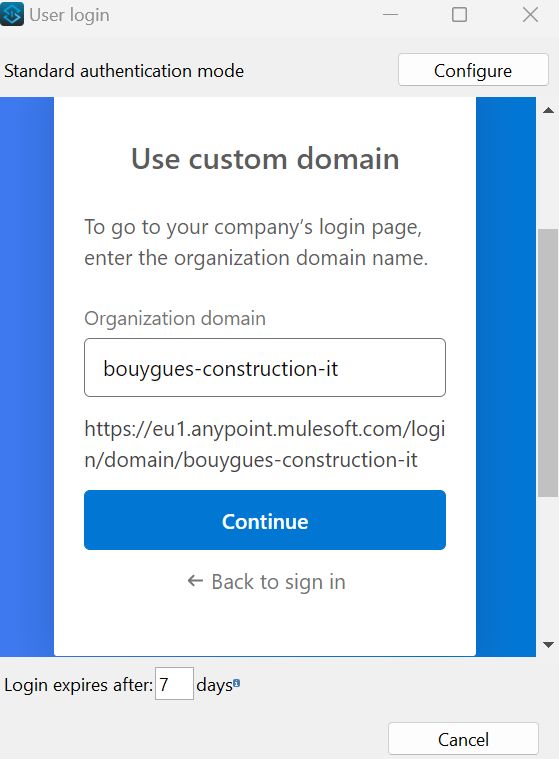 User login
Standard authentication mode
Configure
Use custom domain
To go to your company’s login page,
enter the organization domain name.
Organization domain
bouygues-construction-it
https://eu1.anypoint.mulesoft.com/logi
n/domain/bouygues-construction-it
Continue
← Back to sign in
Login expires after: 7 days
Cancel